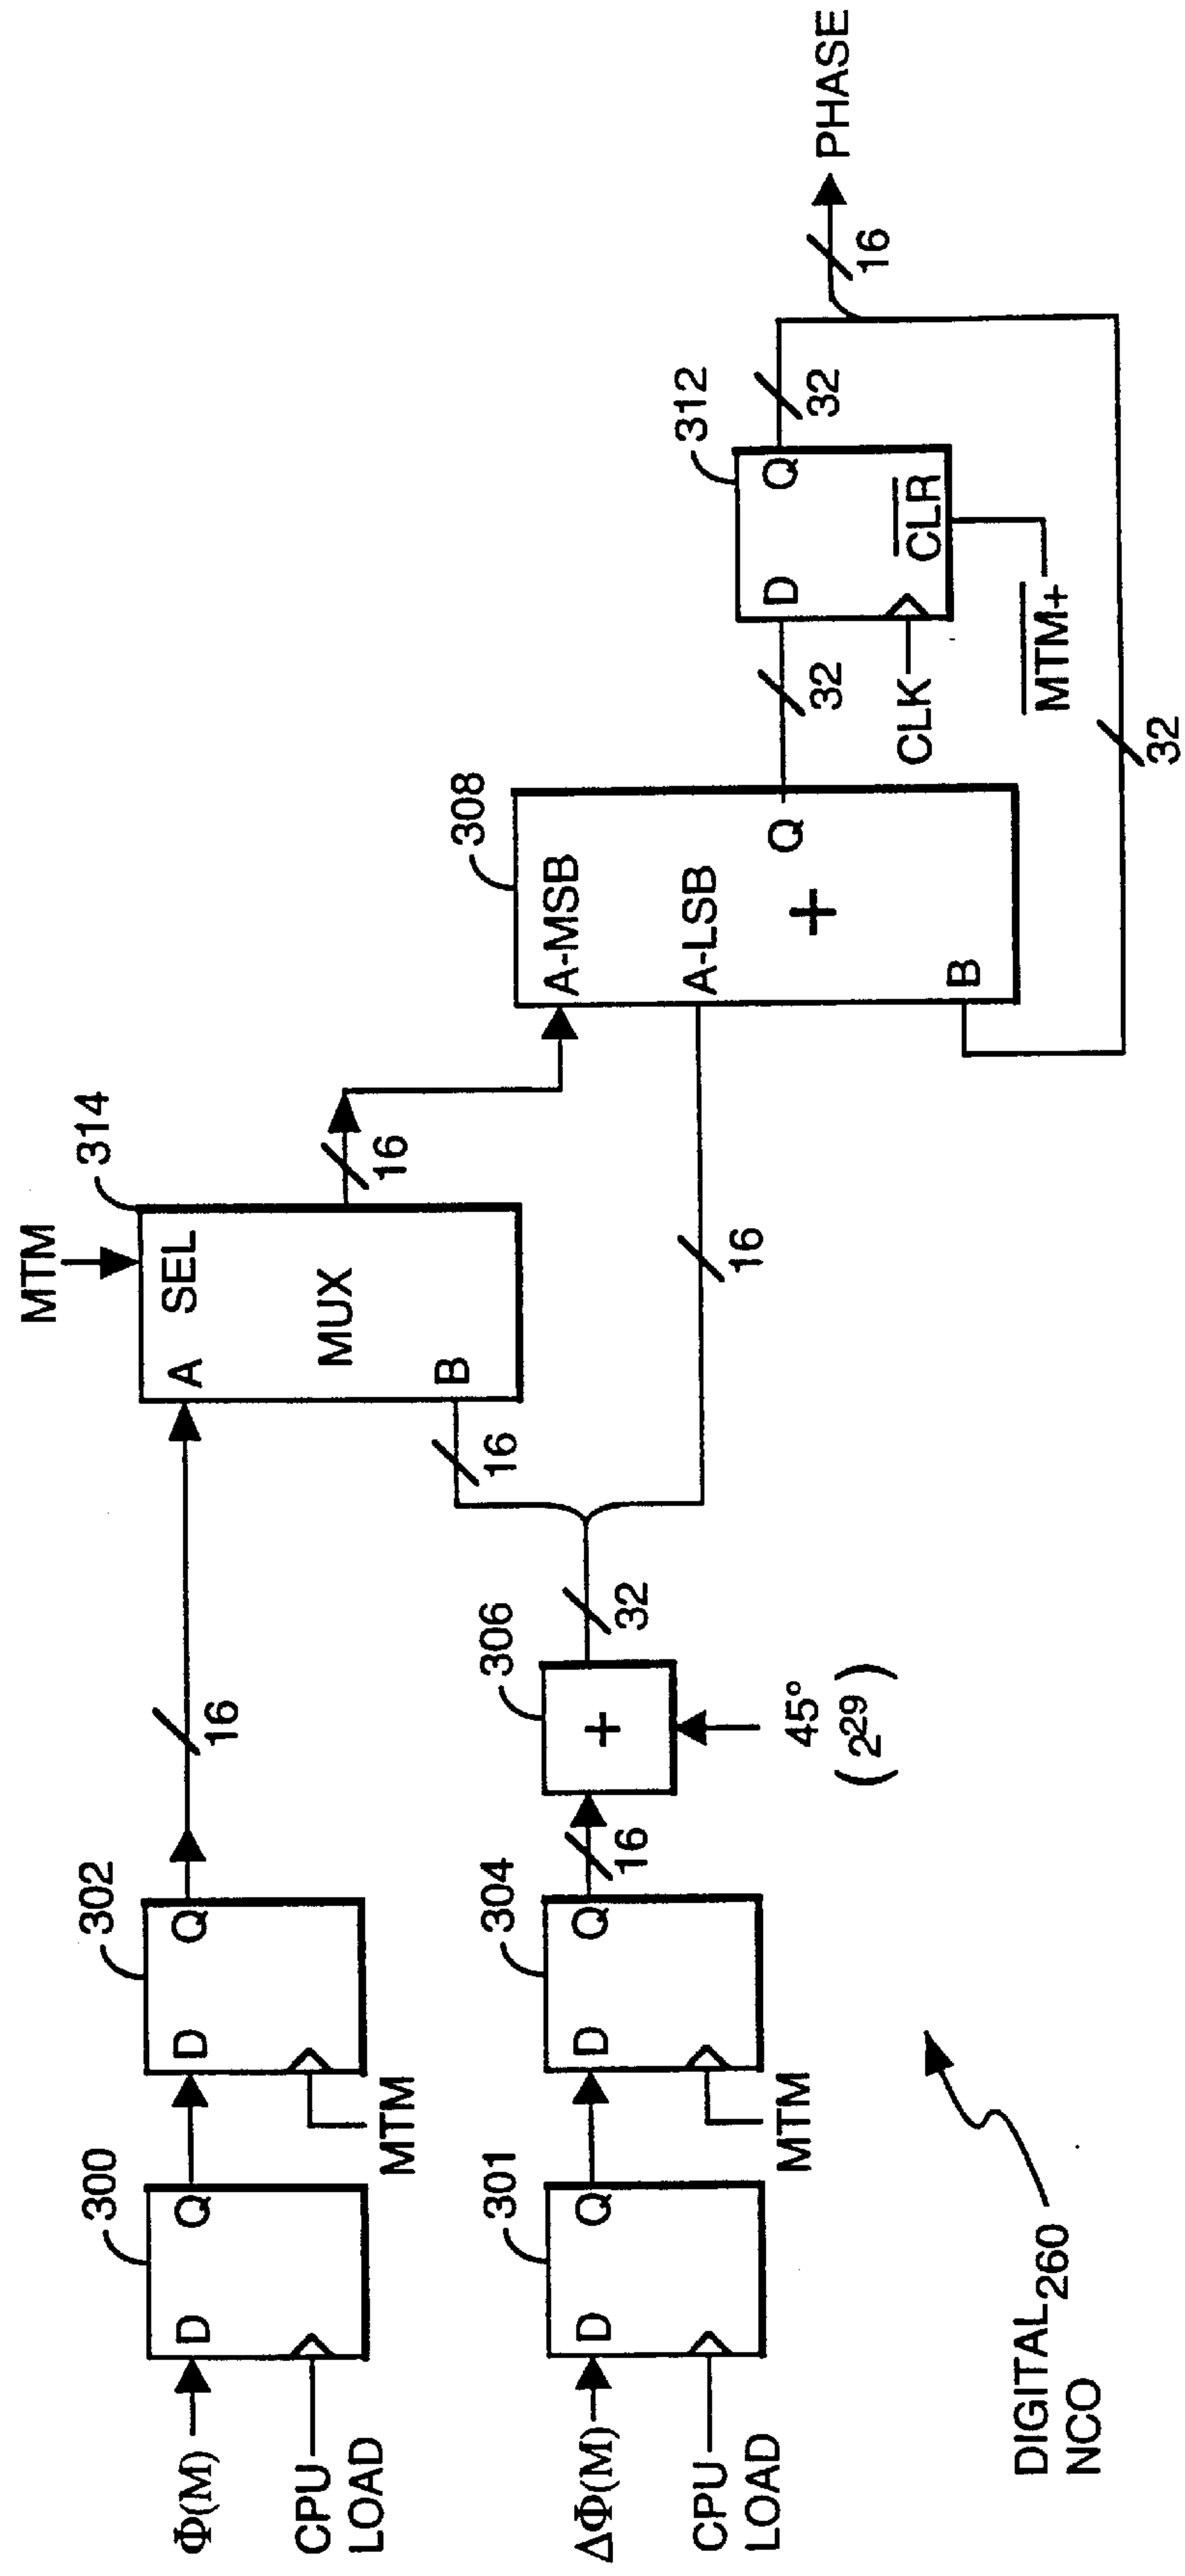 Φ(M)
CPU
LOAD
D
Q
300
D
Q
302
MTM
16
MTM
314
A
SEL
MUX
B
16
16
ΔΦ(M)
CPU
LOAD
D
Q
301
D
Q
304
MTM
16
306
+
45°
(2²⁹)
32
16
308
A-MSB
A-LSB
Q
+
B
32
312
D
Q
CLR
CLK
MTM+
32
32
16
PHASE
DIGITAL 260
NCO